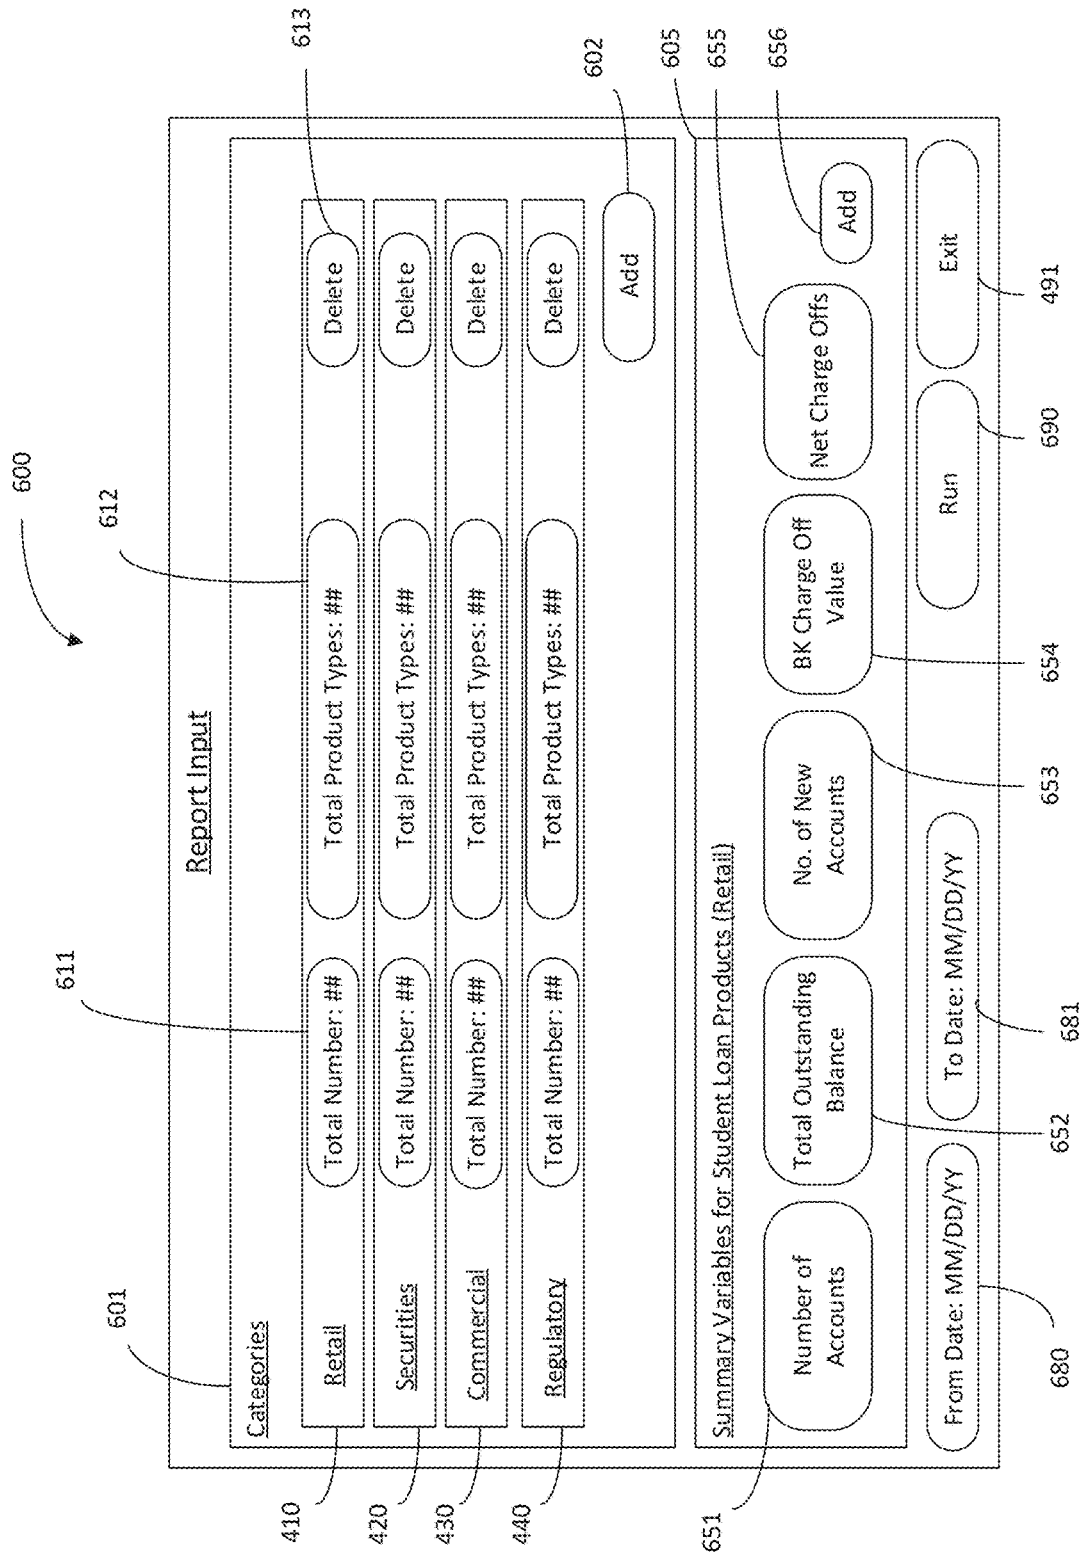 600
Report Input
601
Categories
611
612
613
410
Retail
Total Number: ##
Total Product Types: ##
Delete
420
Securities
Total Number: ##
Total Product Types: ##
Delete
430
Commercial
Total Number: ##
Total Product Types: ##
Delete
440
Regulatory
Total Number: ##
Total Product Types: ##
Delete
Add
602
605
Summary Variables for Student Loan Products (Retail)
655
651
Number of
Accounts
Total Outstanding
Balance
No. of New
Accounts
BK Charge Off
Value
Net Charge Offs
Add
656
From Date: MM/DD/YY
To Date: MM/DD/YY
Run
Exit
680
652
681
653
654
690
491